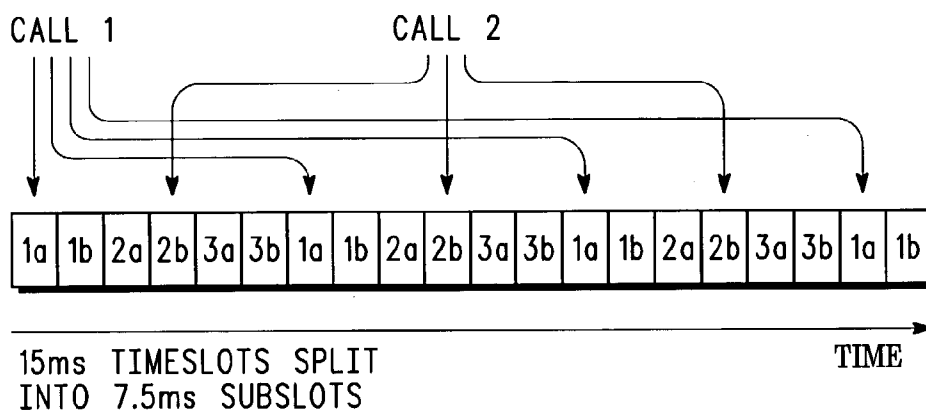 CALL 1 CALL 2
1a 1b 2a 2b 3a 3b 1a 1b 2a 2b 3a 3b 1a 1b 2a 2b 3a 3b 1a 1b
15ms TIMESLOTS SPLIT TIME
INTO 7.5ms SUBSLOTS